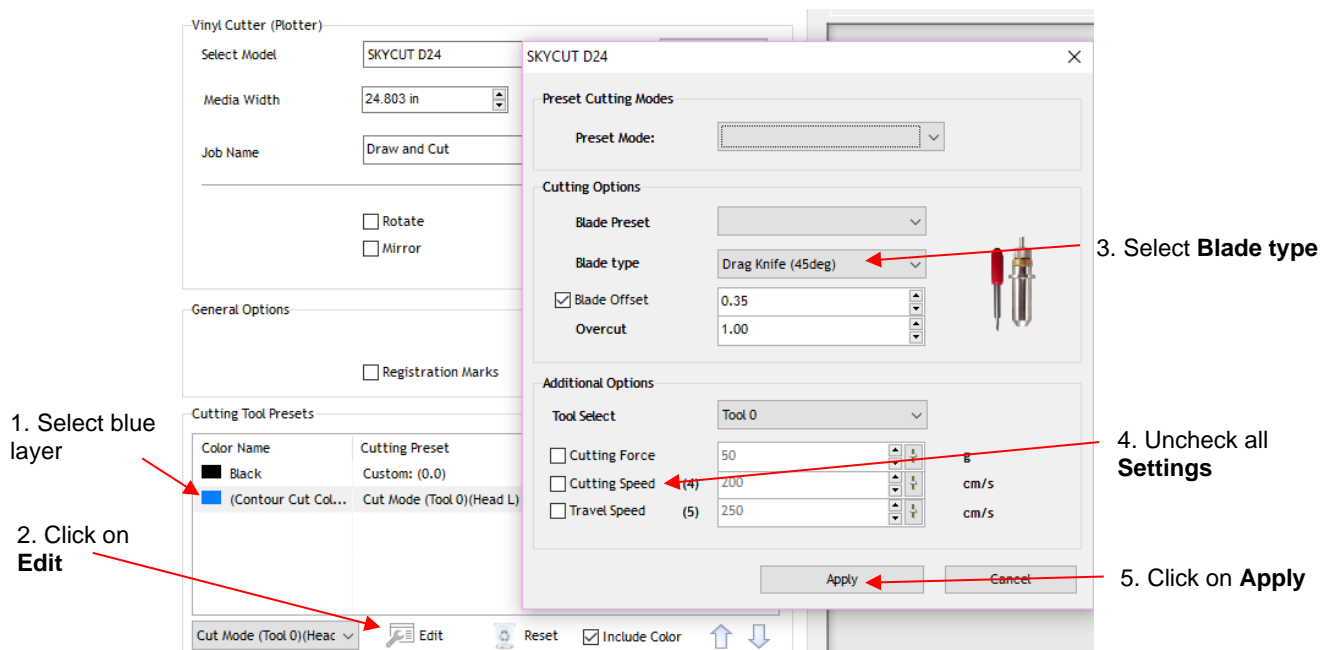 Vinyl Cutter (Plotter)
Select Model
SKYCUT D24
Media Width
24.803 in
Job Name
Draw and Cut
Rotate
Mirror
General Options
Registration Marks
Cutting Tool Presets
Color Name Cutting Preset
Black Custom: (0.0)
(Contour Cut Col... Cut Mode (Tool 0)(Head L)
Cut Mode (Tool 0)(Heac Edit Reset Include Color
SKYCUT D24
Preset Cutting Modes
Preset Mode:
Cutting Options
Blade Preset
Blade type Drag Knife (45deg)
Blade Offset 0.35
Overcut 1.00
Additional Options
Tool Select Tool 0
Cutting Force 50 g
Cutting Speed (4) 200 cm/s
Travel Speed (5) 250 cm/s
Apply Cancel
1. Select blue
layer
2. Click on
Edit
3. Select Blade type
4. Uncheck all
Settings
5. Click on Apply